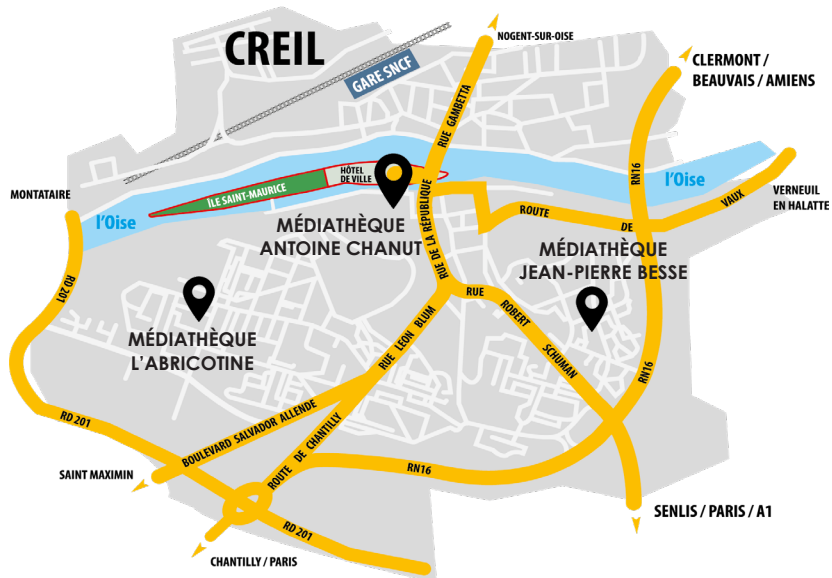 CREIL
NOGENT-SUR-OISE
GARE SNCF
CLERMONT /
BEAUVAIS / AMIENS
RUE GAMBETTA
RN16
HÔTEL
DE VILLE
ÎLE SAINT-MAURICE
l'Oise
l'Oise
MONTATAIRE
VERNEUIL
EN HALATTE
ROUTE DE VAUX
MÉDIATHÈQUE
ANTOINE CHANUT
RUE DE LA RÉPUBLIQUE
MÉDIATHÈQUE
JEAN-PIERRE BESSE
RD 201
RUE ROBERT SCHUMAN
MÉDIATHÈQUE
L'ABRICOTINE
RUE LEON BLUM
RN16
BOULEVARD SALVADOR ALLENDE
ROUTE DE CHANTILLY
RD 201
RN16
SAINT MAXIMIN
SENLIS / PARIS / A1
RD 201
CHANTILLY / PARIS